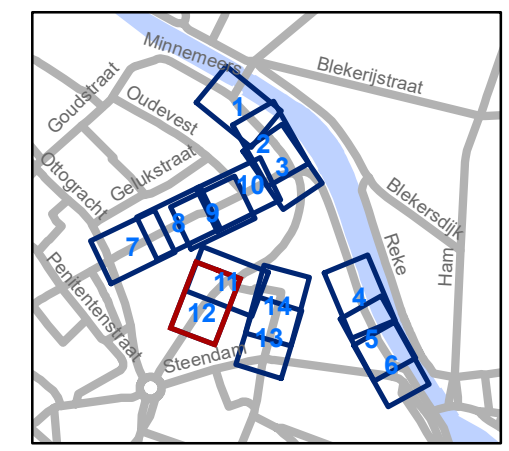 Minnemeers
Blekerijstraat
Goudstraat
Oudevest
1
2
3
Gelukstraat
Ottogracht
10
Blekersdijk
9
8
7
Reke
Ham
Penitentenstraat
11
12
14
13
4
5
6
Steendam